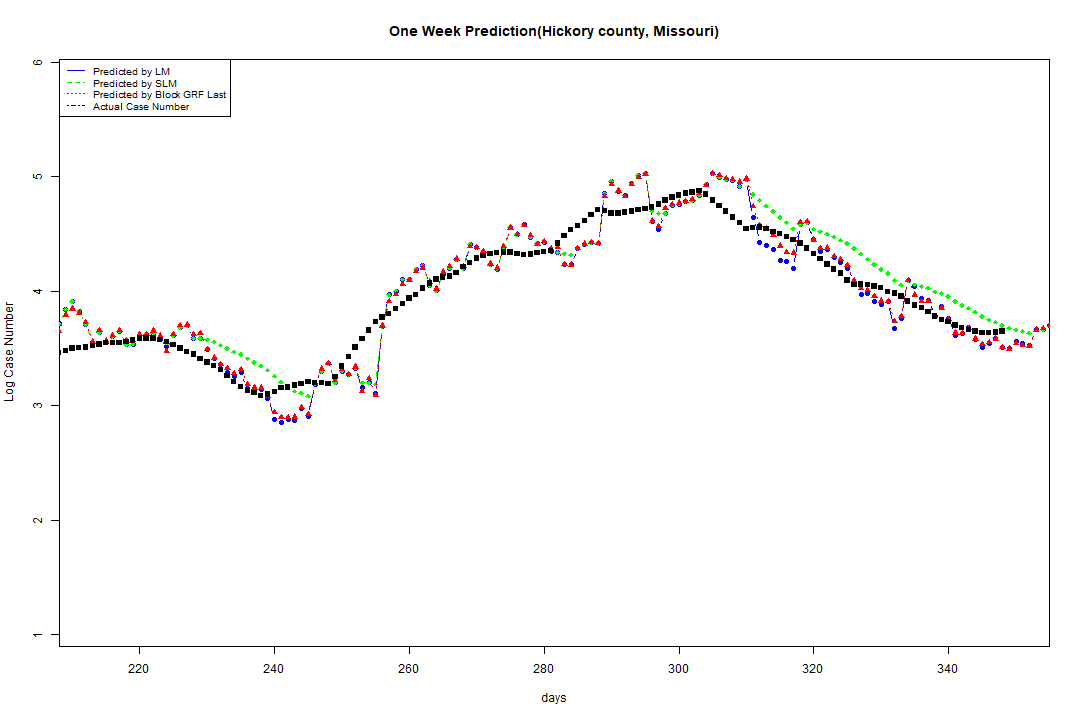 One Week Prediction(Hickory county, Missouri)
Predicted by LM
Predicted by SLM
Predicted by Block GRF Last
Actual Case Number
6
5
4
3
2
1
Log Case Number
220 240 260 280 300 320 340
days